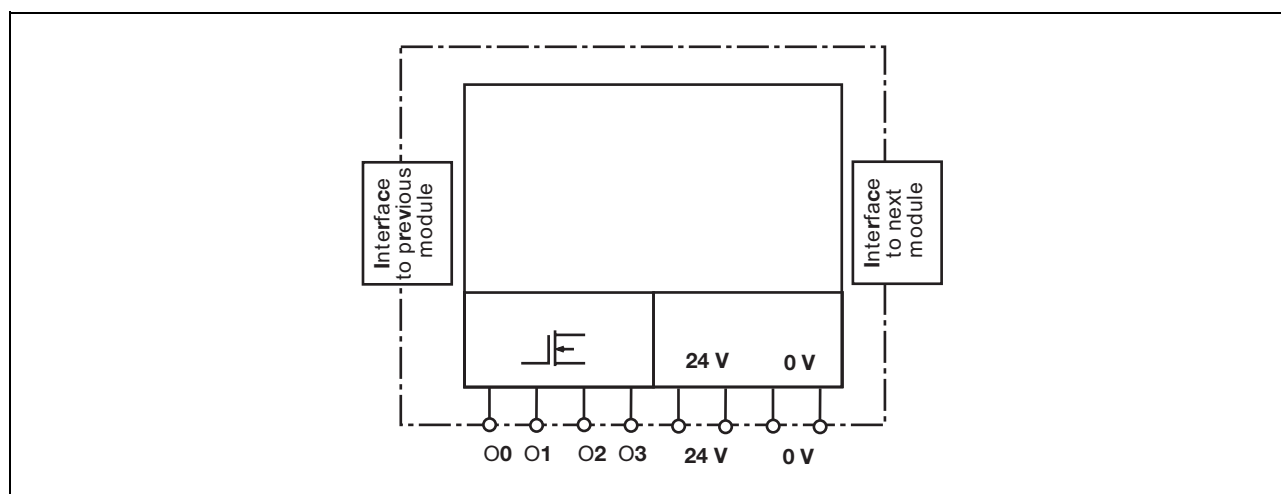 Interface
to previous
module
Interface
to next
module
24 V 0 V
O0 O1 O2 O3 24 V 0 V